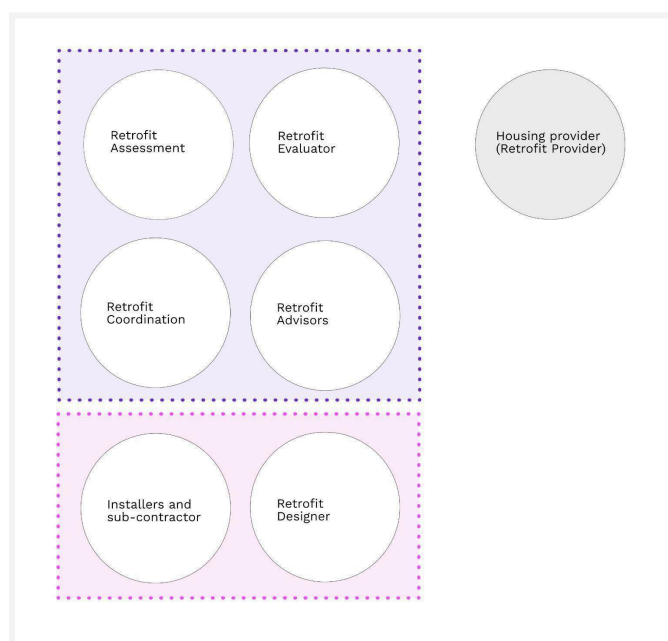 Retrofit
Assessment
Retrofit
Evaluator
Housing provider
(Retrofit Provider)
Retrofit
Coordination
Retrofit
Advisors
Installers and
sub-contractor
Retrofit
Designer